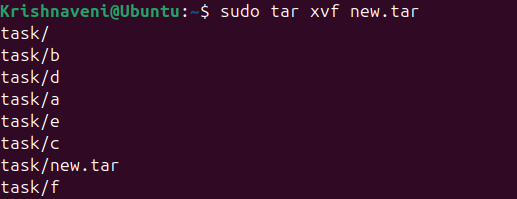 Krishnaveni@Ubuntu:~$ sudo tar xvf new.tar
task/
task/b
task/d
task/a
task/e
task/c
task/new.tar
task/f